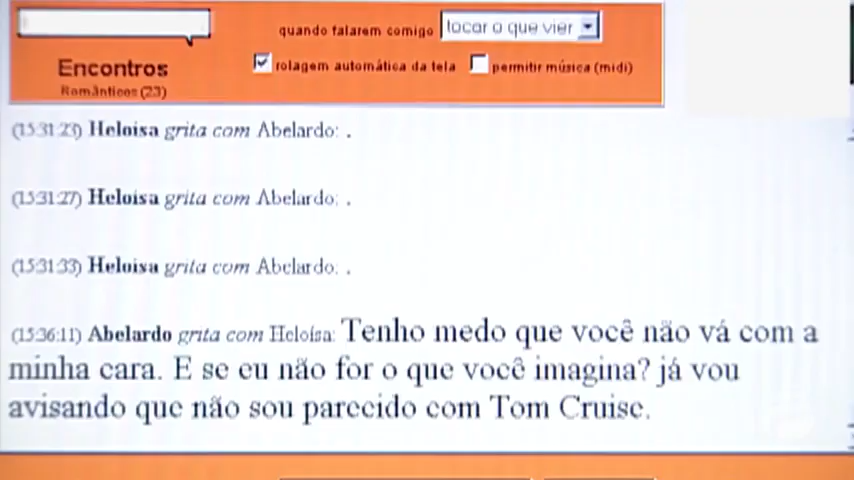 quando falarem comigo tocar o que vier
Encontros
Românticos (23)
rolagem automática da tela permitir música (midi)
(15:31:23) Heloisa grita com Abelardo: .
(15:31:27) Heloisa grita com Abelardo: .
(15:31:33) Heloisa grita com Abelardo: .
(15:36:11) Abelardo grita com Heloísa: Tenho medo que você não vá com a
minha cara. E se eu não for o que você imagina? já vou
avisando que não sou parecido com Tom Cruise.